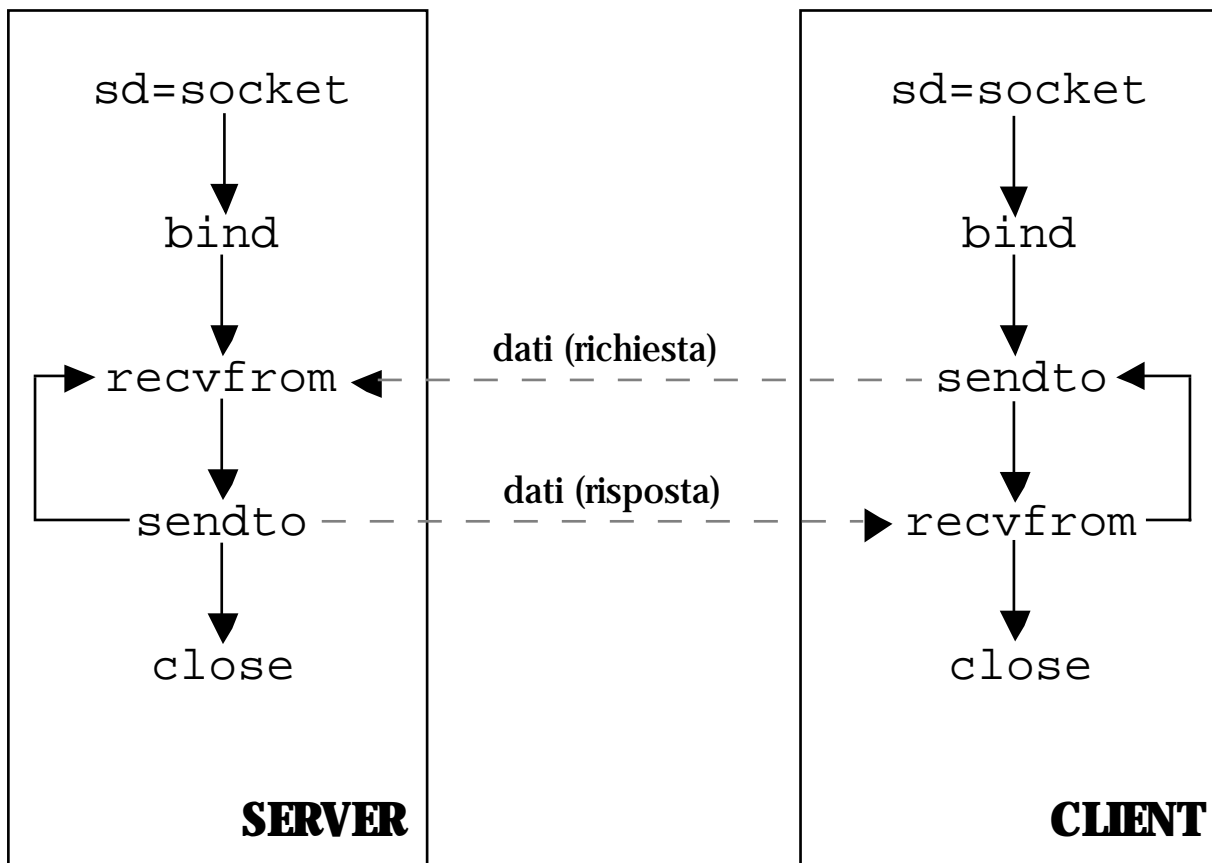 sd=socket
bind
recvfrom
sendto
close
SERVER
dati (richiesta)
dati (risposta)
sd=socket
bind
sendto
recvfrom
close
CLIENT